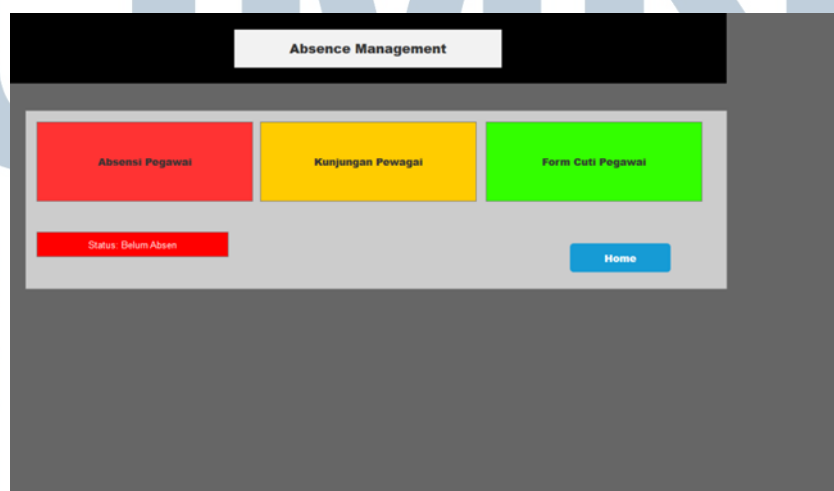 Absence Management
Absensi Pegawai
Kunjungan Pewagai
Form Cuti Pegawai
Status: Belum Absen
Home